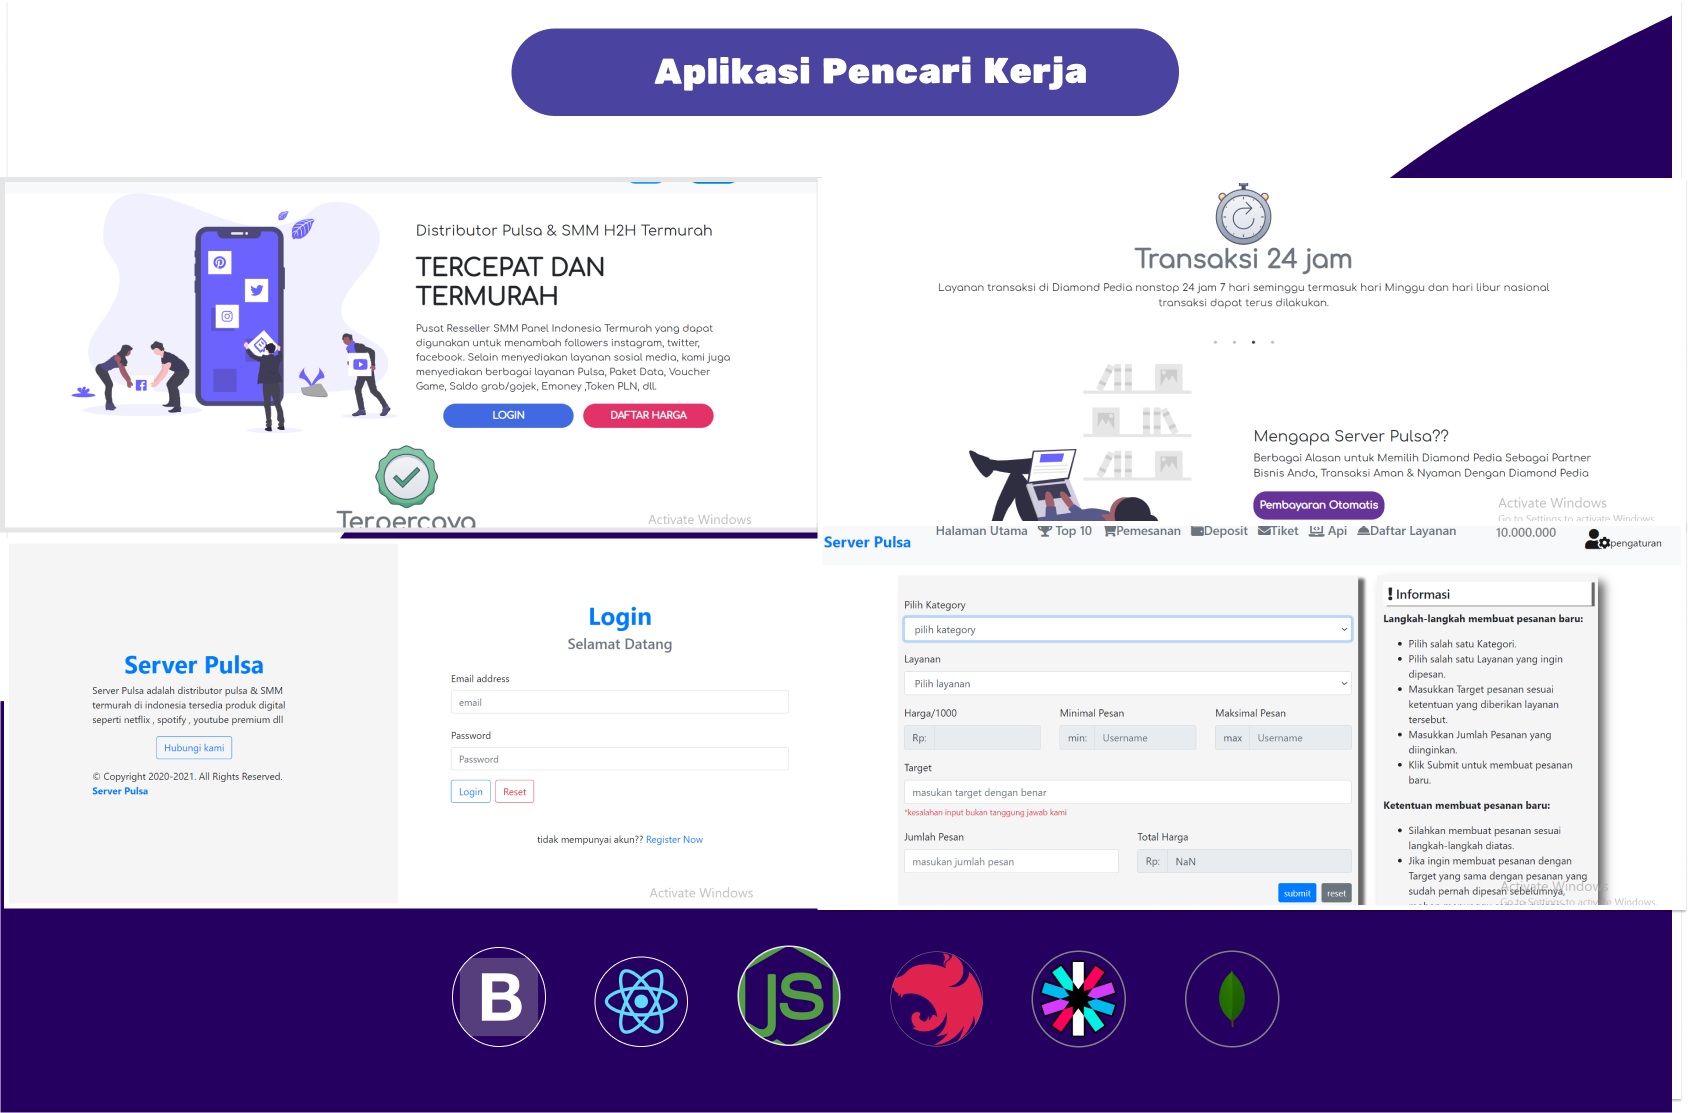 Aplikasi Pencari Kerja
Distributor Pulsa & SMM H2H Termurah
TERCEPAT DAN
TERMURAH
Pusat Resseller SMM Panel Indonesia Termurah yang dapat
digunakan untuk menambah followers instagram, twitter,
facebook. Selain menyediakan layanan sosial media, kami juga
menyediakan berbagai layanan Pulsa, Paket Data, Voucher
Game, Saldo grab/gojek, Emoney ,Token PLN, dll.
LOGIN
DAFTAR HARGA
Terpercaya
Activate Windows
Transaksi 24 jam
Layanan transaksi di Diamond Pedia nonstop 24 jam 7 hari seminggu termasuk hari Minggu dan hari libur nasional
transaksi dapat terus dilakukan.
Mengapa Server Pulsa??
Berbagai Alasan untuk Memilih Diamond Pedia Sebagai Partner
Bisnis Anda, Transaksi Aman & Nyaman Dengan Diamond Pedia
Pembayaran Otomatis
Activate Windows
Go to Settings to activate Windows.
Server Pulsa
Server Pulsa adalah distributor pulsa & SMM
termurah di indonesia tersedia produk digital
seperti netflix , spotify , youtube premium dll
Hubungi kami
© Copyright 2020-2021. All Rights Reserved.
Server Pulsa
Login
Selamat Datang
Email address
email
Password
Password
Login
Reset
tidak mempunyai akun?? Register Now
Activate Windows
Server Pulsa
Halaman Utama
Top 10
Pemesanan
Deposit
Tiket
Api
Daftar Layanan
10.000.000
pengaturan
Pilih Kategory
pilih kategory
Layanan
Pilih layanan
Harga/1000
Minimal Pesan
Maksimal Pesan
Rp:
min:
Username
max
Username
Target
masukan target dengan benar
*kesalahan input bukan tanggung jawab kami
Jumlah Pesan
Total Harga
masukan jumlah pesan
Rp:
NaN
submit
reset
! Informasi
Langkah-langkah membuat pesanan baru:
• Pilih salah satu Kategori.
• Pilih salah satu Layanan yang ingin
dipesan.
• Masukkan Target pesanan sesuai
ketentuan yang diberikan layanan
tersebut.
• Masukkan Jumlah Pesanan yang
diinginkan.
• Klik Submit untuk membuat pesanan
baru.
Ketentuan membuat pesanan baru:
• Silahkan membuat pesanan sesuai
langkah-langkah diatas.
• Jika ingin membuat pesanan dengan
Target yang sama dengan pesanan yang
sudah pernah dipesan sebelumnya,
Activate Windows
Go to Settings to activate Windows.
B
JS